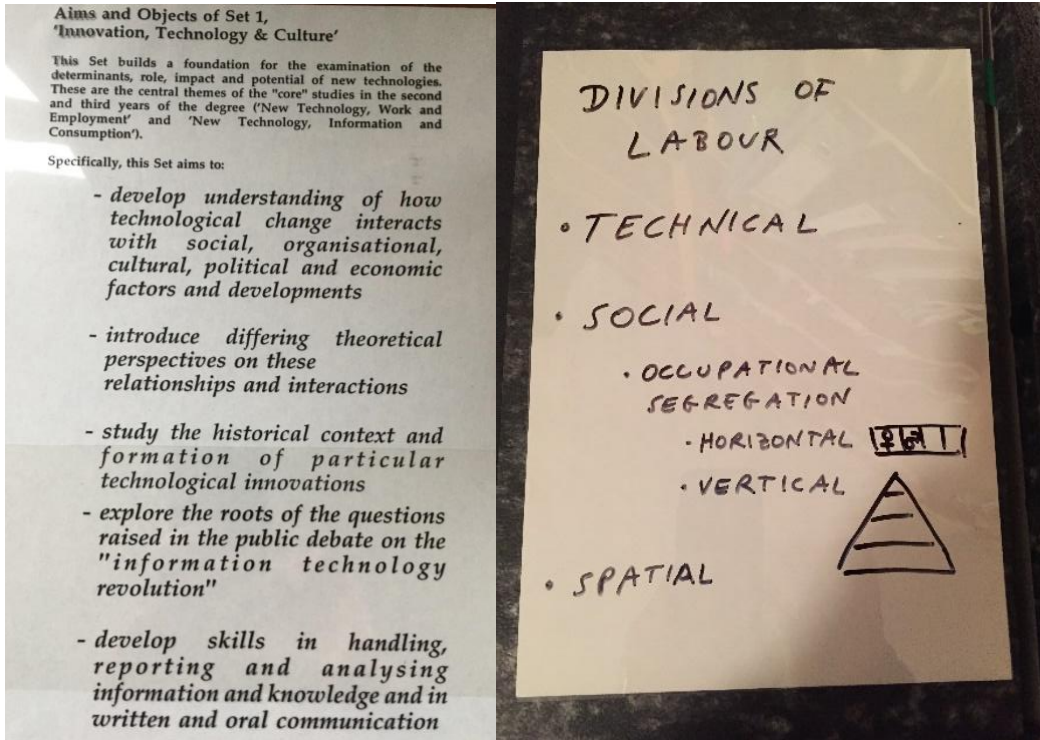 Aims and Objects of Set 1,
'Innovation, Technology & Culture'
This Set builds a foundation for the examination of the
determinants, role, impact and potential of new technologies.
These are the central themes of the "core" studies in the second
and third years of the degree ('New Technology, Work and
Employment' and 'New Technology, Information and
Consumption').
Specifically, this Set aims to:
- develop understanding of how
technological change interacts
with social, organisational,
cultural, political and economic
factors and developments
- introduce differing theoretical
perspectives on these
relationships and interactions
- study the historical context and
formation of particular
technological innovations
- explore the roots of the questions
raised in the public debate on the
"information technology
revolution"
- develop skills in handling,
reporting and analysing
information and knowledge and in
written and oral communication
DIVISIONS OF
LABOUR
• TECHNICAL
• SOCIAL
• OCCUPATIONAL
SEGREGATION
• HORIZONTAL
• VERTICAL
• SPATIAL